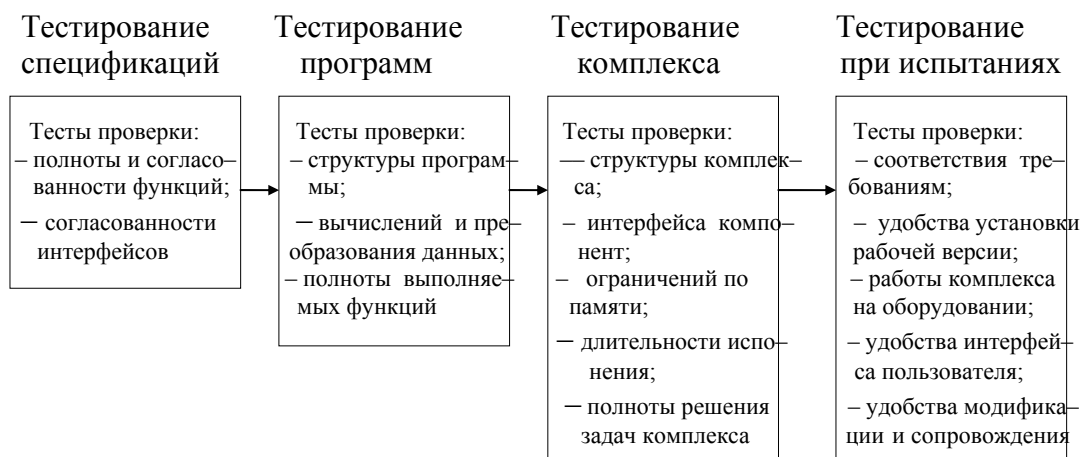 Тестирование
спецификаций
Тесты проверки:
– полноты и согласо–
ванности функций;
– согласованности
интерфейсов
Тестирование
программ
Тесты проверки:
– структуры програм–
мы;
– вычислений и пре–
образования данных;
– полноты выполняе–
мых функций
Тестирование
комплекса
Тесты проверки:
— структуры комплек–
са;
– интерфейса компо–
нент;
– ограничений по
памяти;
– длительности испо–
нения;
– полноты решения
задач комплекса
Тестирование
при испытаниях
Тесты проверки:
– соответствия тре–
бованиям;
– удобства установки
рабочей версии;
– работы комплекса
на оборудовании;
– удобства интерфей–
са пользователя;
– удобства модифика–
ции и сопровождения